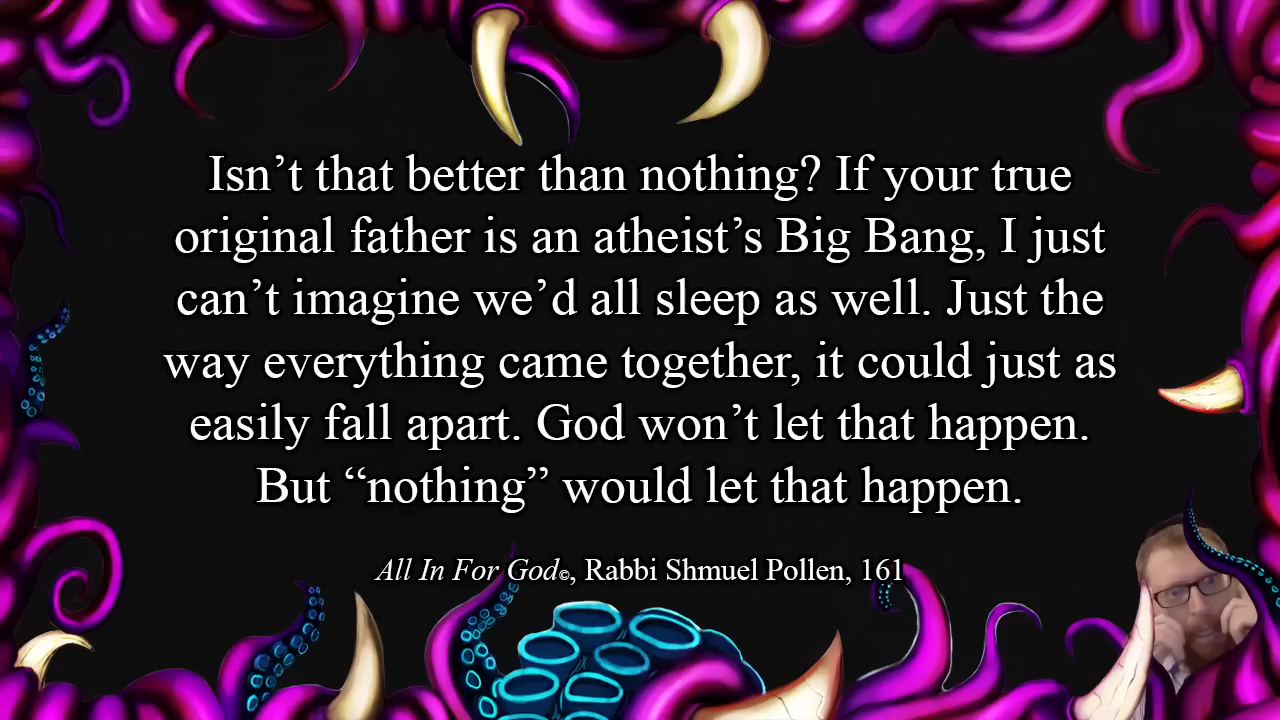 Isn’t that better than nothing? If your true
original father is an atheist’s Big Bang, I just
can’t imagine we’d all sleep as well. Just the
way everything came together, it could just as
easily fall apart. God won’t let that happen.
But “nothing” would let that happen.
All In For God©, Rabbi Shmuel Pollen, 161